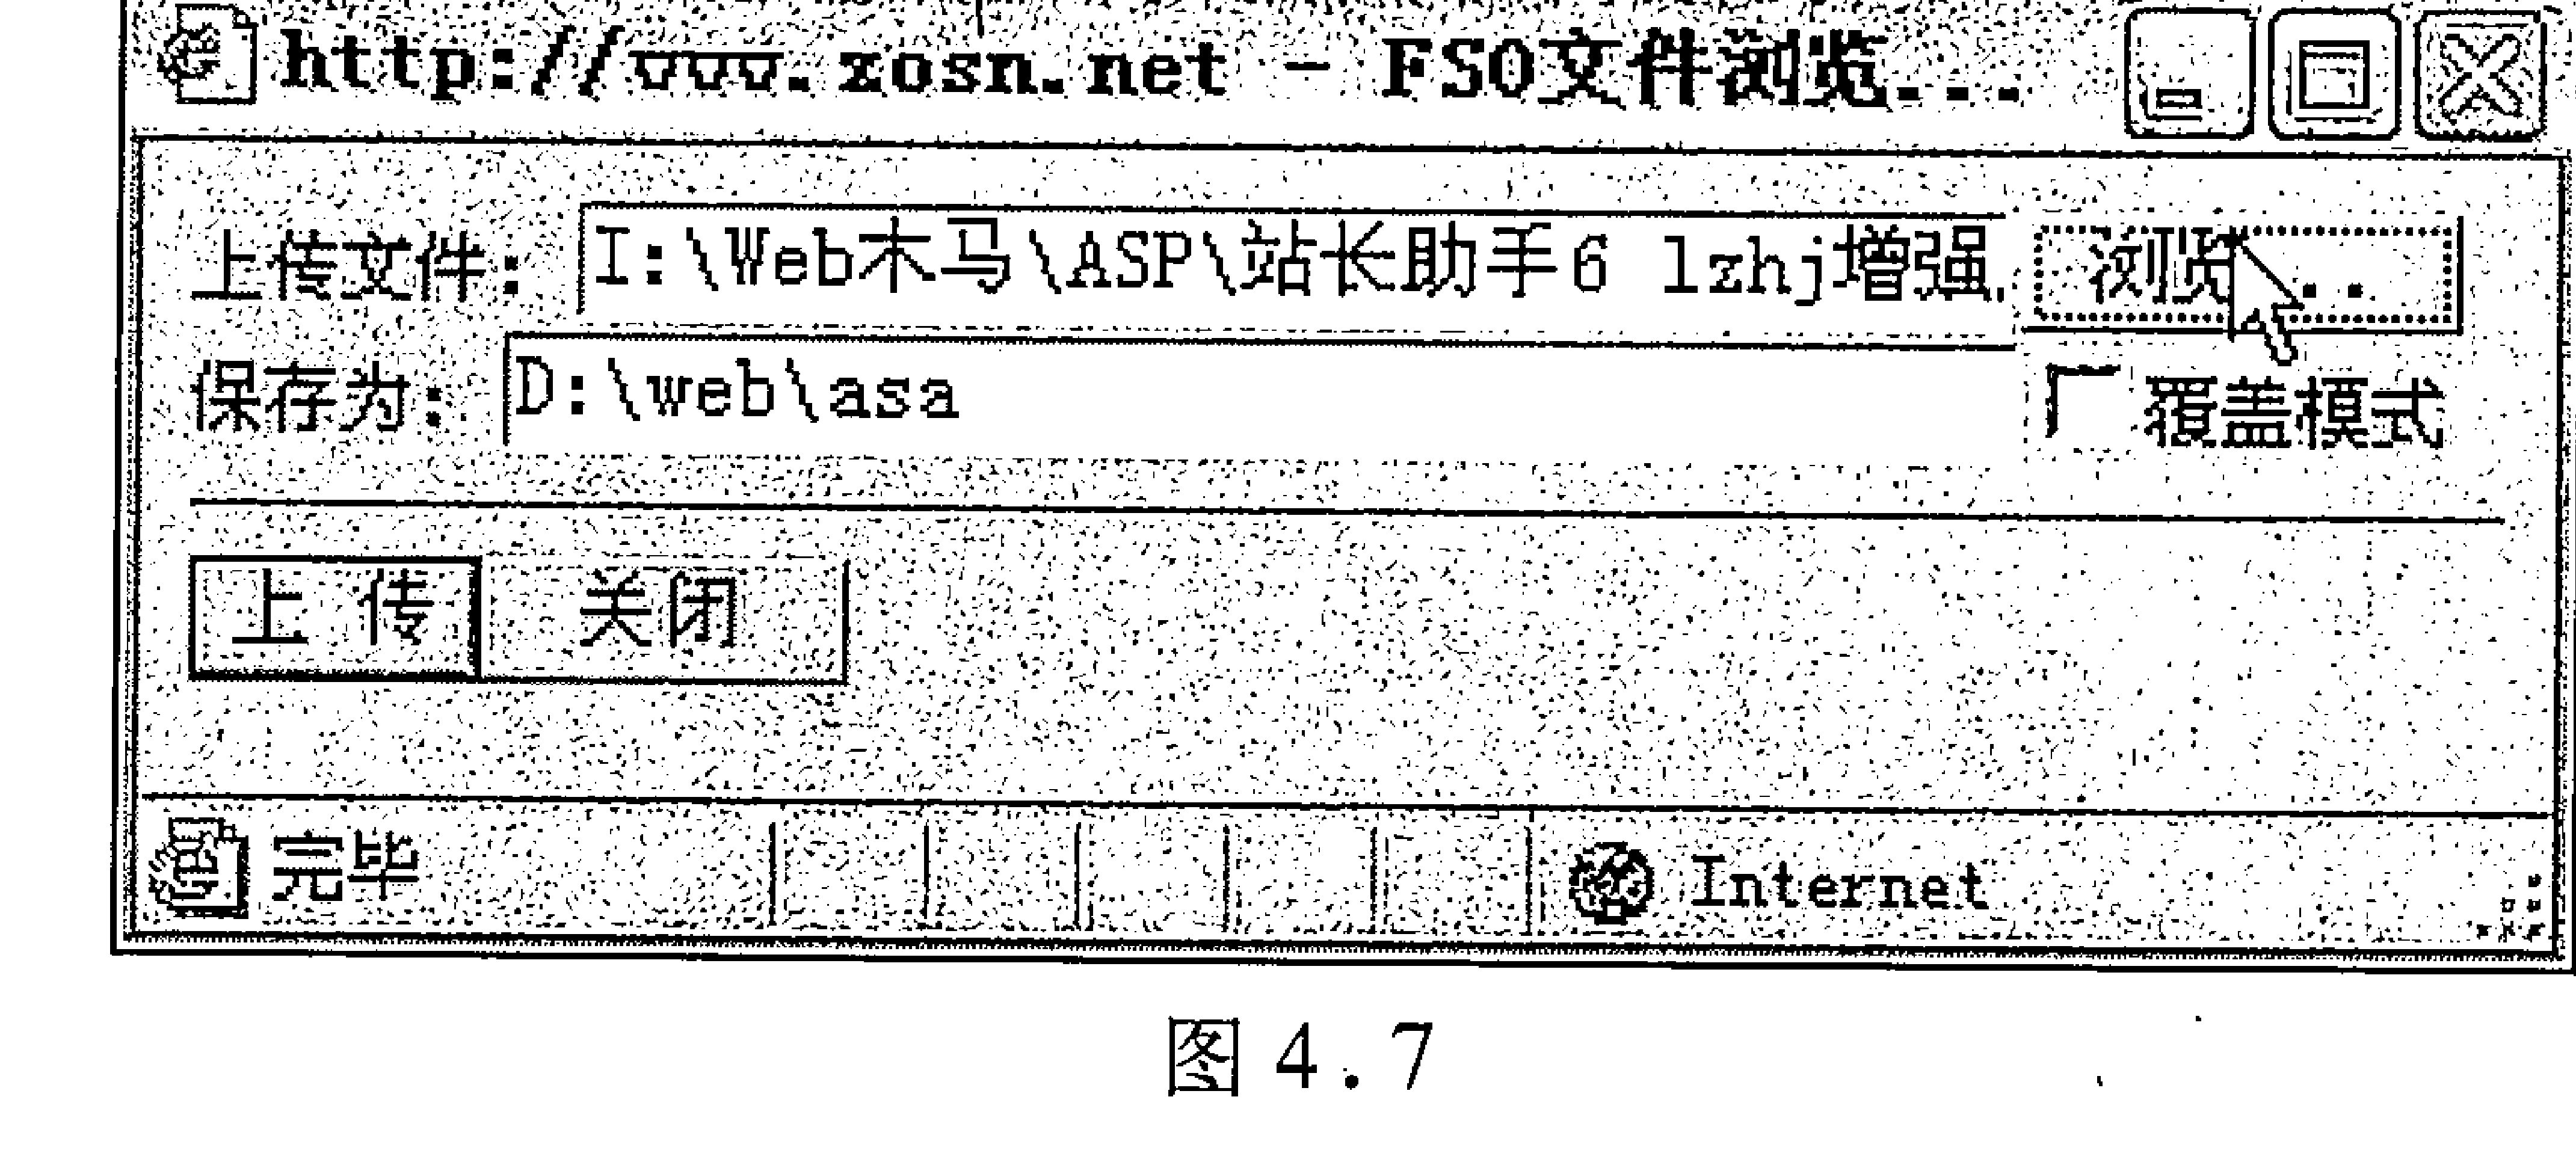 http://www.xosn.net - FSO文件浏览...
上传文件: I:\Web木马\ASP\站长助手6 lzhj增强. 浏览...
保存为: D:\web\asa 覆盖模式
上 传 关闭
完毕 Internet
图 4.7